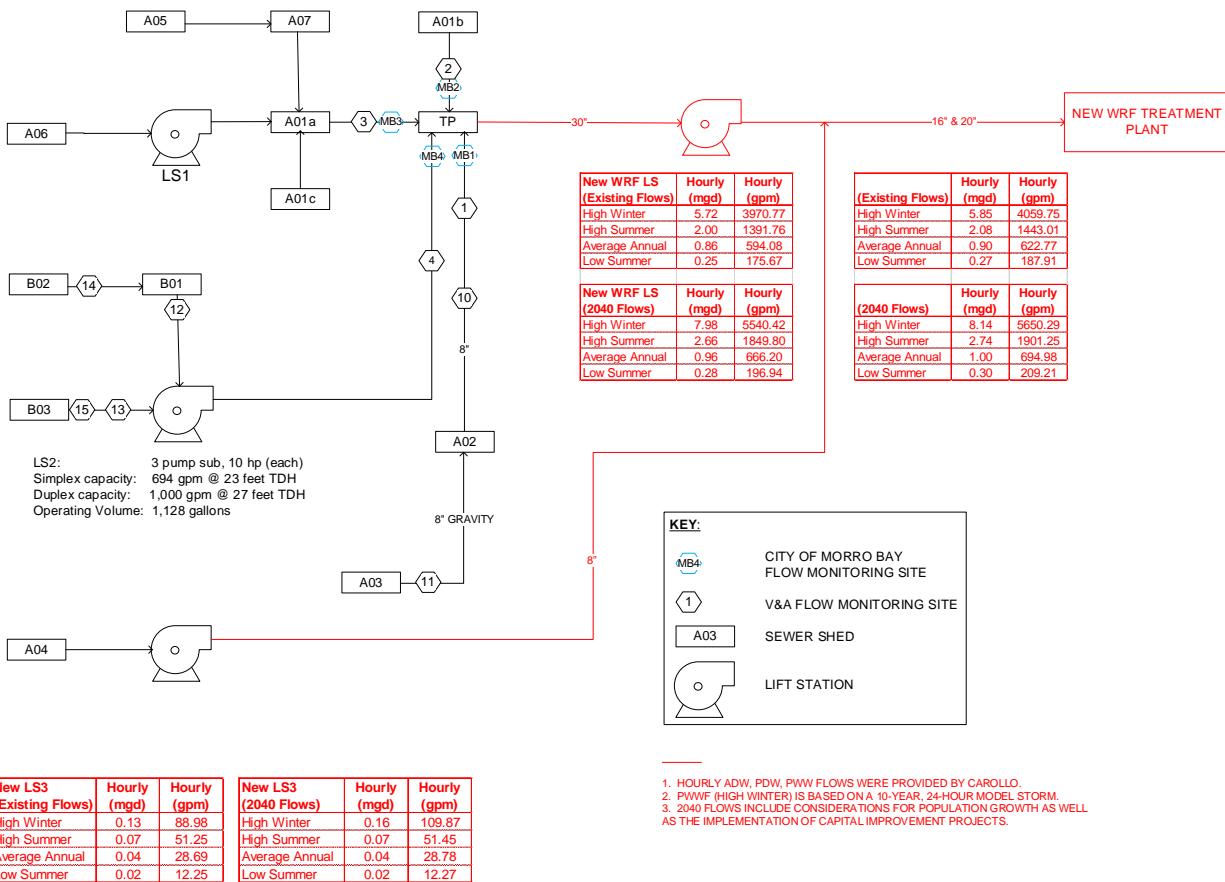 A05
A07
A01b
2
MB2
A06
LS1
A01a
3
MB3
TP
30"
16" & 20"
NEW WRF TREATMENT
PLANT
MB4
MB1
A01c
1
New WRF LS
(Existing Flows) Hourly (mgd) Hourly (gpm)
High Winter 5.72 3970.77
High Summer 2.00 1391.76
Average Annual 0.86 594.08
Low Summer 0.25 175.67
(Existing Flows) Hourly (mgd) Hourly (gpm)
High Winter 5.85 4059.75
High Summer 2.08 1443.01
Average Annual 0.90 622.77
Low Summer 0.27 187.91
4
B02
14
B01
12
10
New WRF LS
(2040 Flows) Hourly (mgd) Hourly (gpm)
High Winter 7.98 5540.42
High Summer 2.66 1849.80
Average Annual 0.96 666.20
Low Summer 0.28 196.94
(2040 Flows) Hourly (mgd) Hourly (gpm)
High Winter 8.14 5650.29
High Summer 2.74 1901.25
Average Annual 1.00 694.98
Low Summer 0.30 209.21
8"
B03
15
13
A02
LS2: 3 pump sub, 10 hp (each)
Simplex capacity: 694 gpm @ 23 feet TDH
Duplex capacity: 1,000 gpm @ 27 feet TDH
Operating Volume: 1,128 gallons
8" GRAVITY
A03
11
8"
A04
KEY:
MB4
CITY OF MORRO BAY
FLOW MONITORING SITE
1
V&A FLOW MONITORING SITE
A03
SEWER SHED
LIFT STATION
1. HOURLY ADW, PDW, PWW FLOWS WERE PROVIDED BY CAROLLO.
2. PWWF (HIGH WINTER) IS BASED ON A 10-YEAR, 24-HOUR MODEL STORM.
3. 2040 FLOWS INCLUDE CONSIDERATIONS FOR POPULATION GROWTH AS WELL
AS THE IMPLEMENTATION OF CAPITAL IMPROVEMENT PROJECTS.
New LS3
Existing Flows) Hourly (mgd) Hourly (gpm)
High Winter 0.13 88.98
High Summer 0.07 51.25
Average Annual 0.04 28.69
Low Summer 0.02 12.25
New LS3
(2040 Flows) Hourly (mgd) Hourly (gpm)
High Winter 0.16 109.87
High Summer 0.07 51.45
Average Annual 0.04 28.78
Low Summer 0.02 12.27